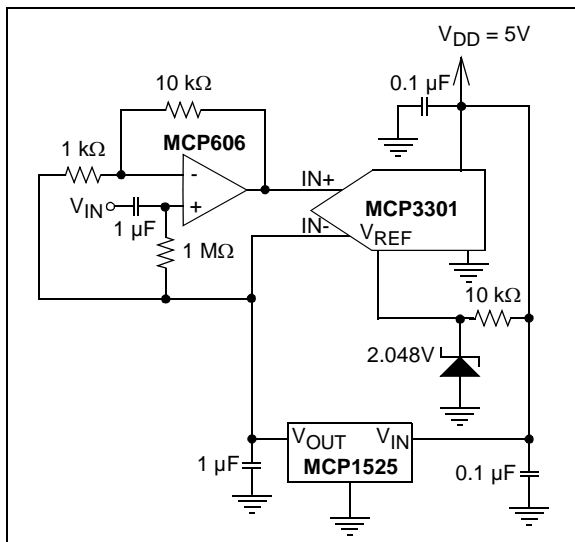 V_DD = 5V
0.1 µF
10 kΩ
MCP606
1 kΩ
-
+
IN+
V_IN
1 µF
MCP3301
IN-
V_REF
1 MΩ
10 kΩ
2.048V
V_OUT
V_IN
1 µF
MCP1525
0.1 µF